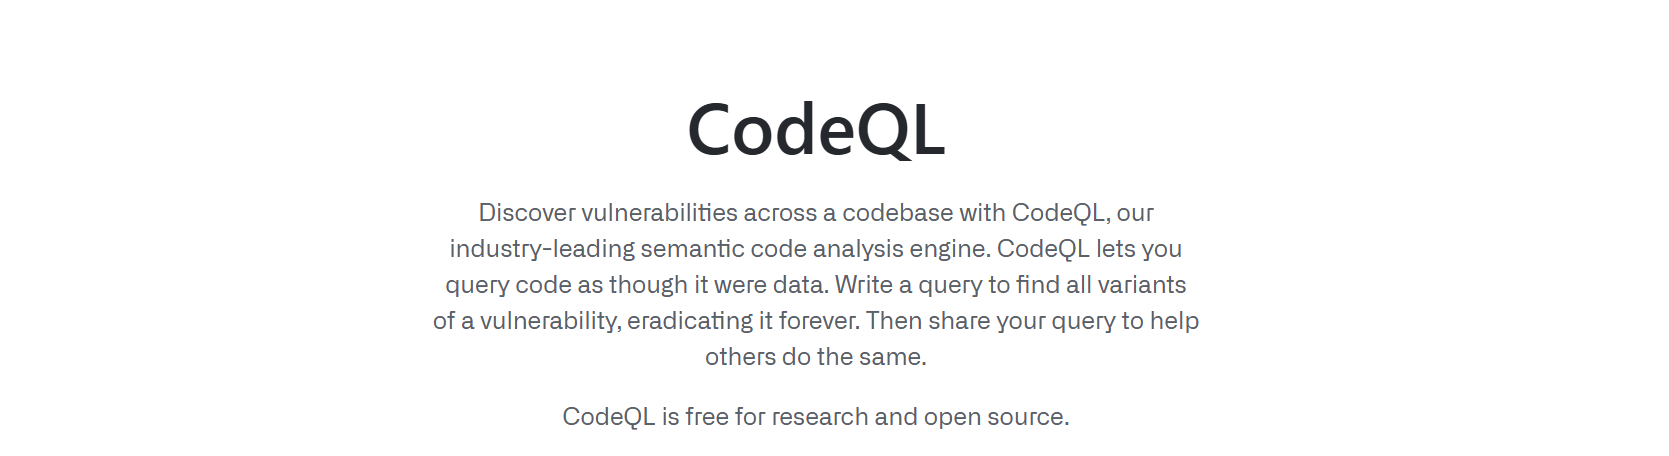 CodeQL
Discover vulnerabilities across a codebase with CodeQL, our
industry-leading semantic code analysis engine. CodeQL lets you
query code as though it were data. Write a query to find all variants
of a vulnerability, eradicating it forever. Then share your query to help
others do the same.
CodeQL is free for research and open source.